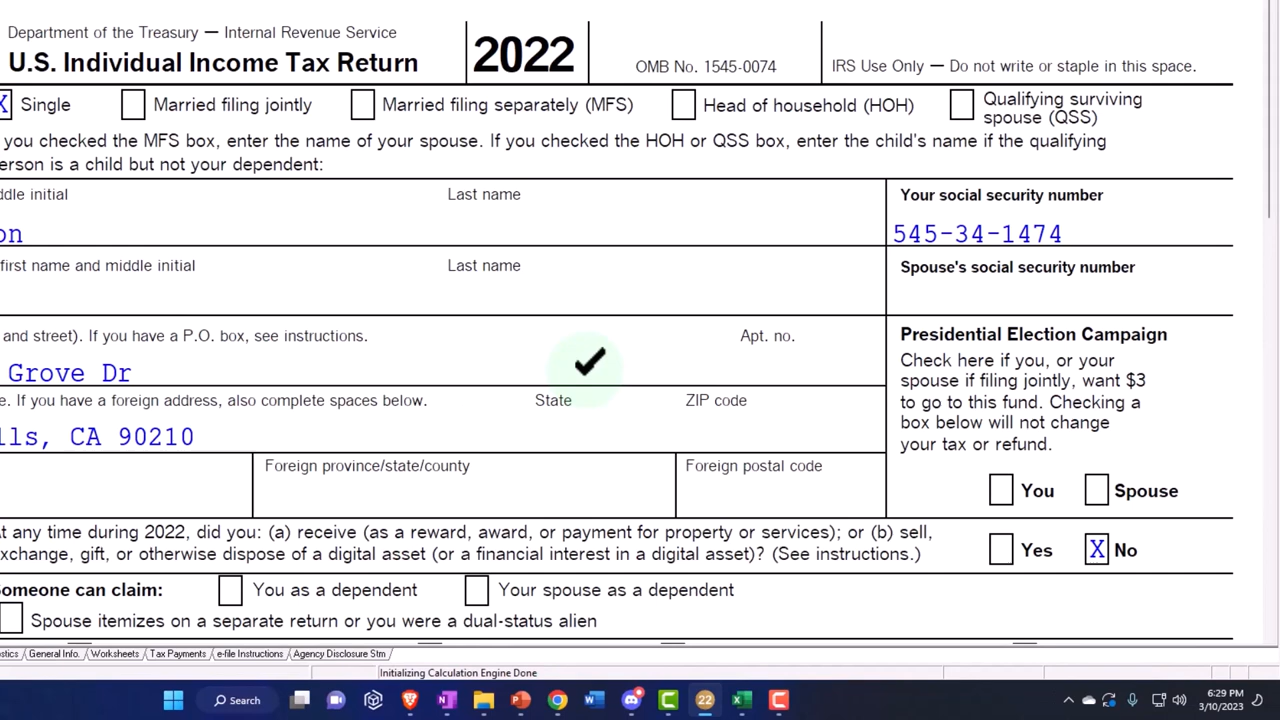 Department of the Treasury — Internal Revenue Service
U.S. Individual Income Tax Return
2022
OMB No. 1545-0074
IRS Use Only — Do not write or staple in this space.
X Single Married filing jointly Married filing separately (MFS) Head of household (HOH) Qualifying surviving
spouse (QSS)
you checked the MFS box, enter the name of your spouse. If you checked the HOH or QSS box, enter the child's name if the qualifying
erson is a child but not your dependent:
ddle initial Last name Your social security number
on 545-34-1474
first name and middle initial Last name Spouse's social security number
and street). If you have a P.O. box, see instructions. Apt. no.
Grove Dr
e. If you have a foreign address, also complete spaces below. State ZIP code
lls, CA 90210
Foreign province/state/county Foreign postal code
Presidential Election Campaign
Check here if you, or your
spouse if filing jointly, want $3
to go to this fund. Checking a
box below will not change
your tax or refund.
You Spouse
At any time during 2022, did you: (a) receive (as a reward, award, or payment for property or services); or (b) sell,
xchange, gift, or otherwise dispose of a digital asset (or a financial interest in a digital asset)? (See instructions.)
Yes X No
Someone can claim: You as a dependent Your spouse as a dependent
Spouse itemizes on a separate return or you were a dual-status alien
ostics General Info. Worksheets Tax Payments e-file Instructions Agency Disclosure Stm
Initializing Calculation Engine Done
Search
22
6:29 PM
3/10/2023